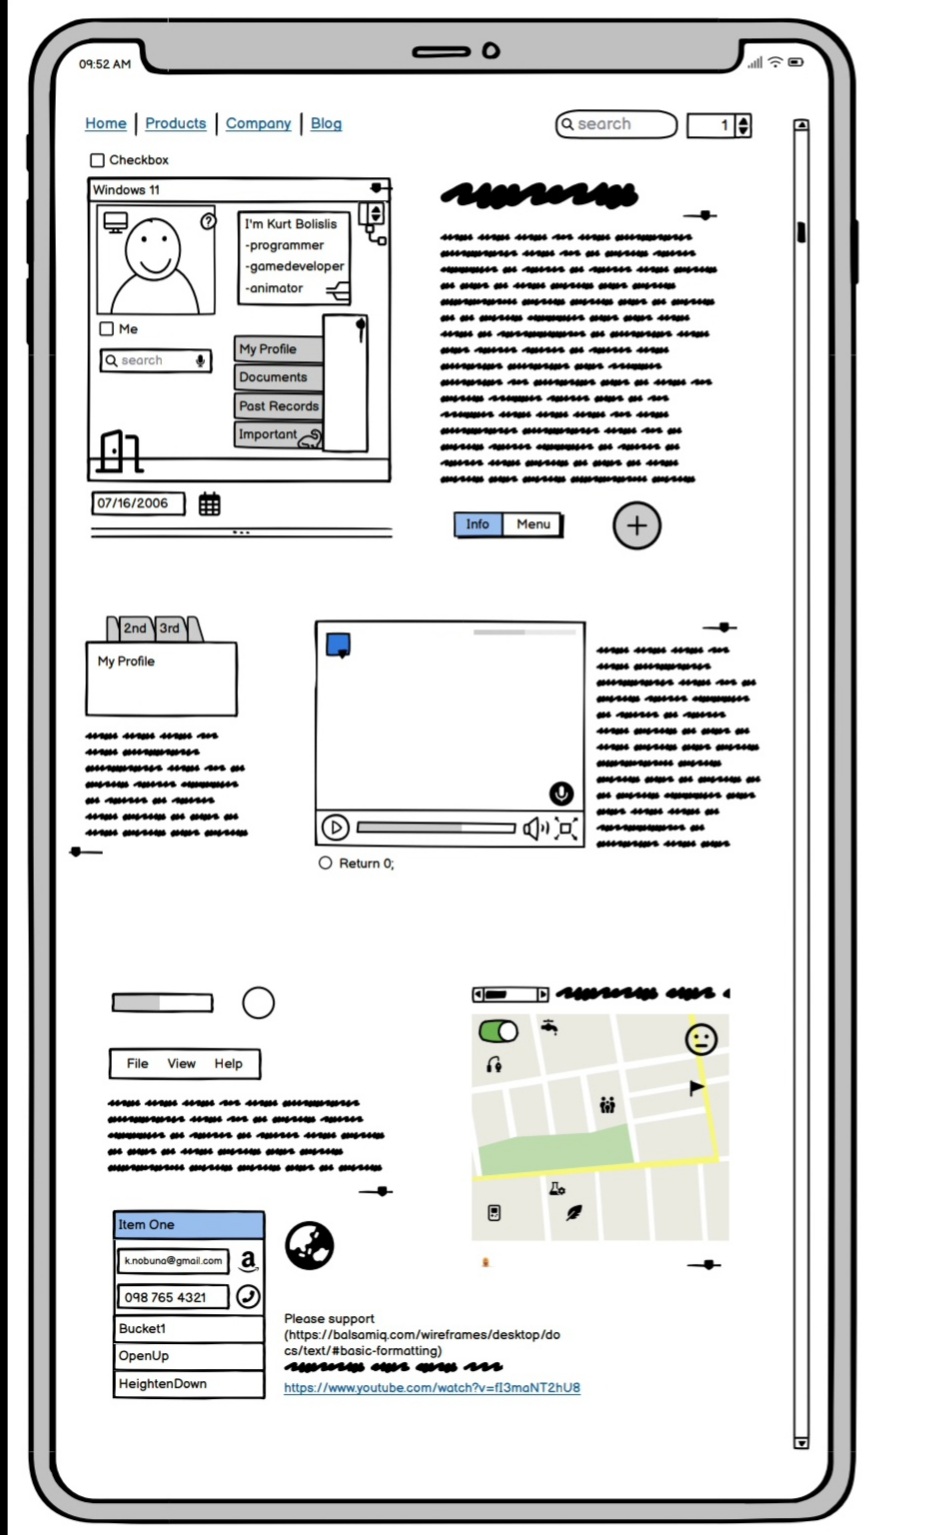 09:52 AM
Home | Products | Company | Blog
search
1
Checkbox
Windows 11
I'm Kurt Bolislis
-programmer
-gamedeveloper
-animator
Me
search
My Profile
Documents
Past Records
Important
07/16/2006
Info Menu
2nd 3rd
My Profile
Return 0;
File View Help
Item One
k.nobuna@gmail.com
098 765 4321
Bucket1
OpenUp
HeightenDown
Please support
(https://balsamiq.com/wireframes/desktop/do
cs/text/#basic-formatting)
https://www.youtube.com/watch?v=fI3maNT2hU8